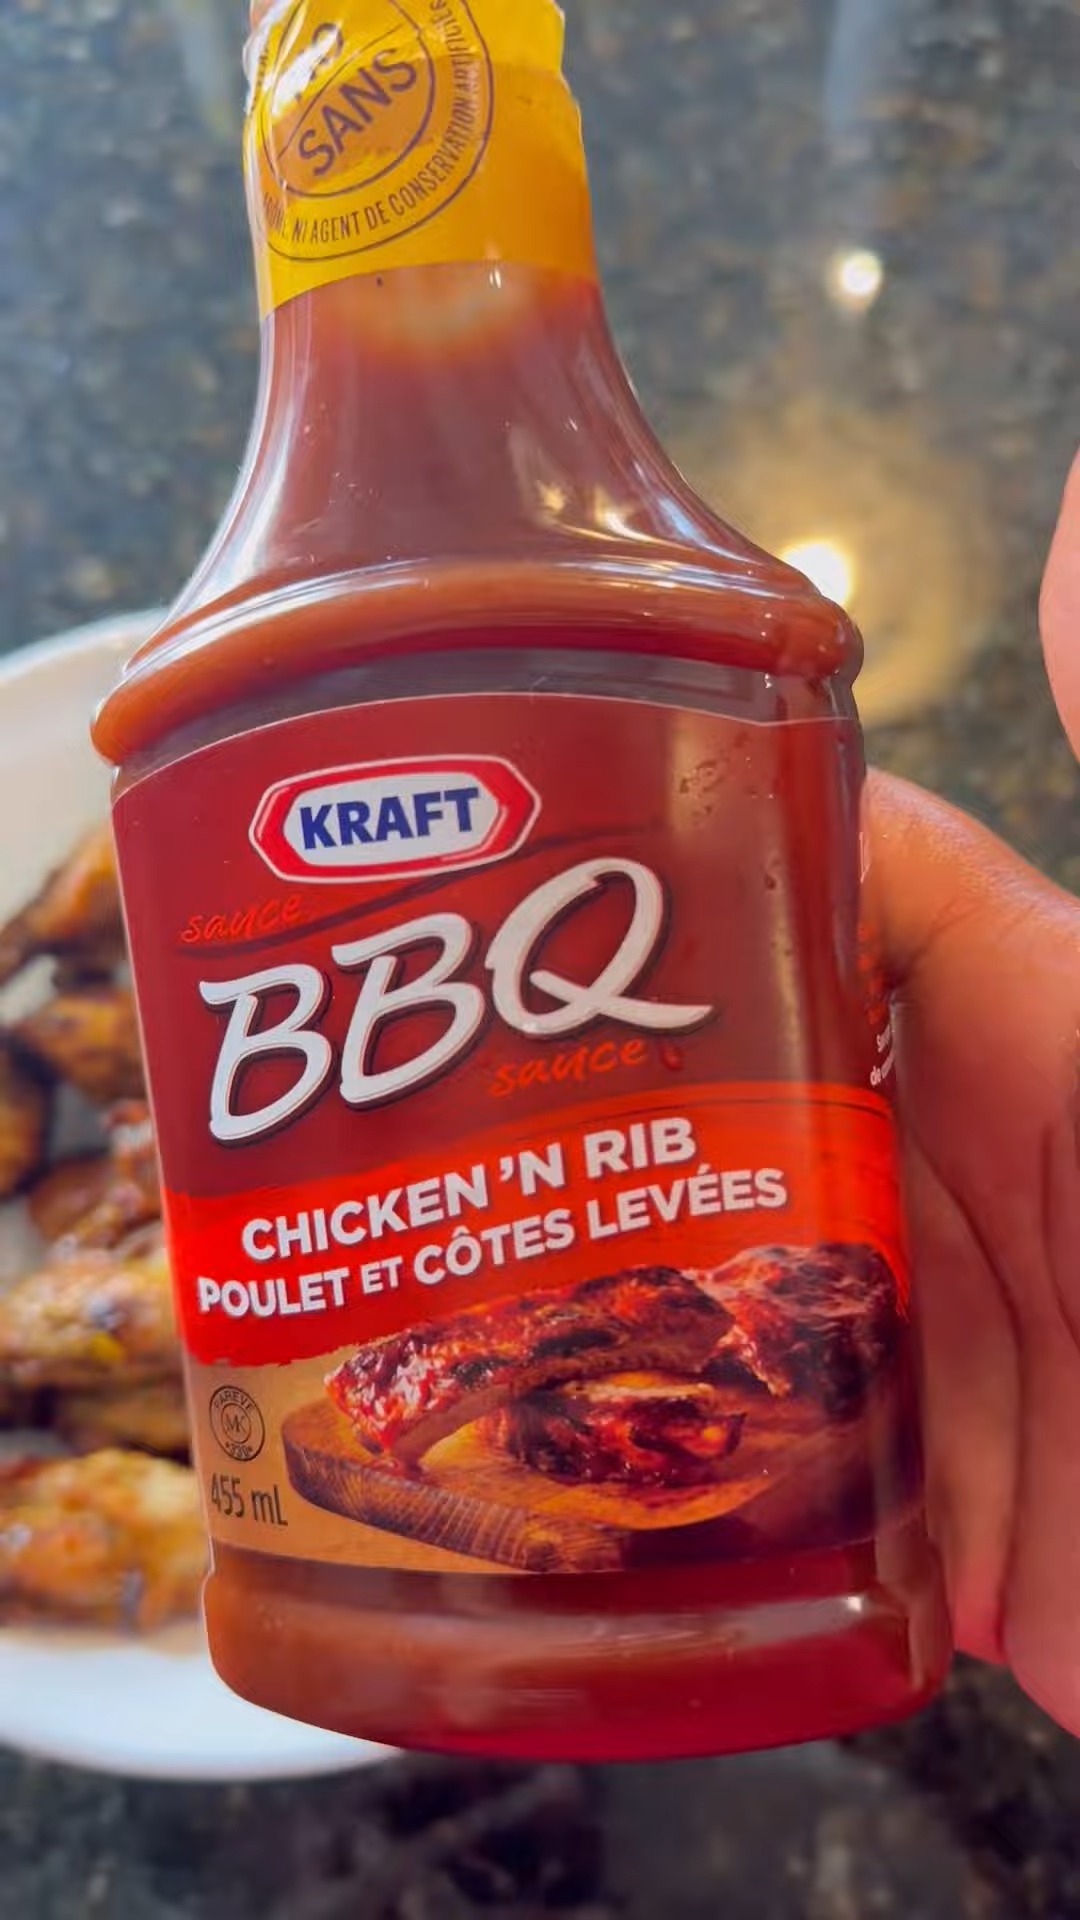 SANS
NI AGENT DE CONSERVATION ARTIFICIEL
KRAFT
sauce
BBQ
sauce
CHICKEN 'N RIB
POULET ET CÔTES LEVÉES
PAREVE
MK
455 mL